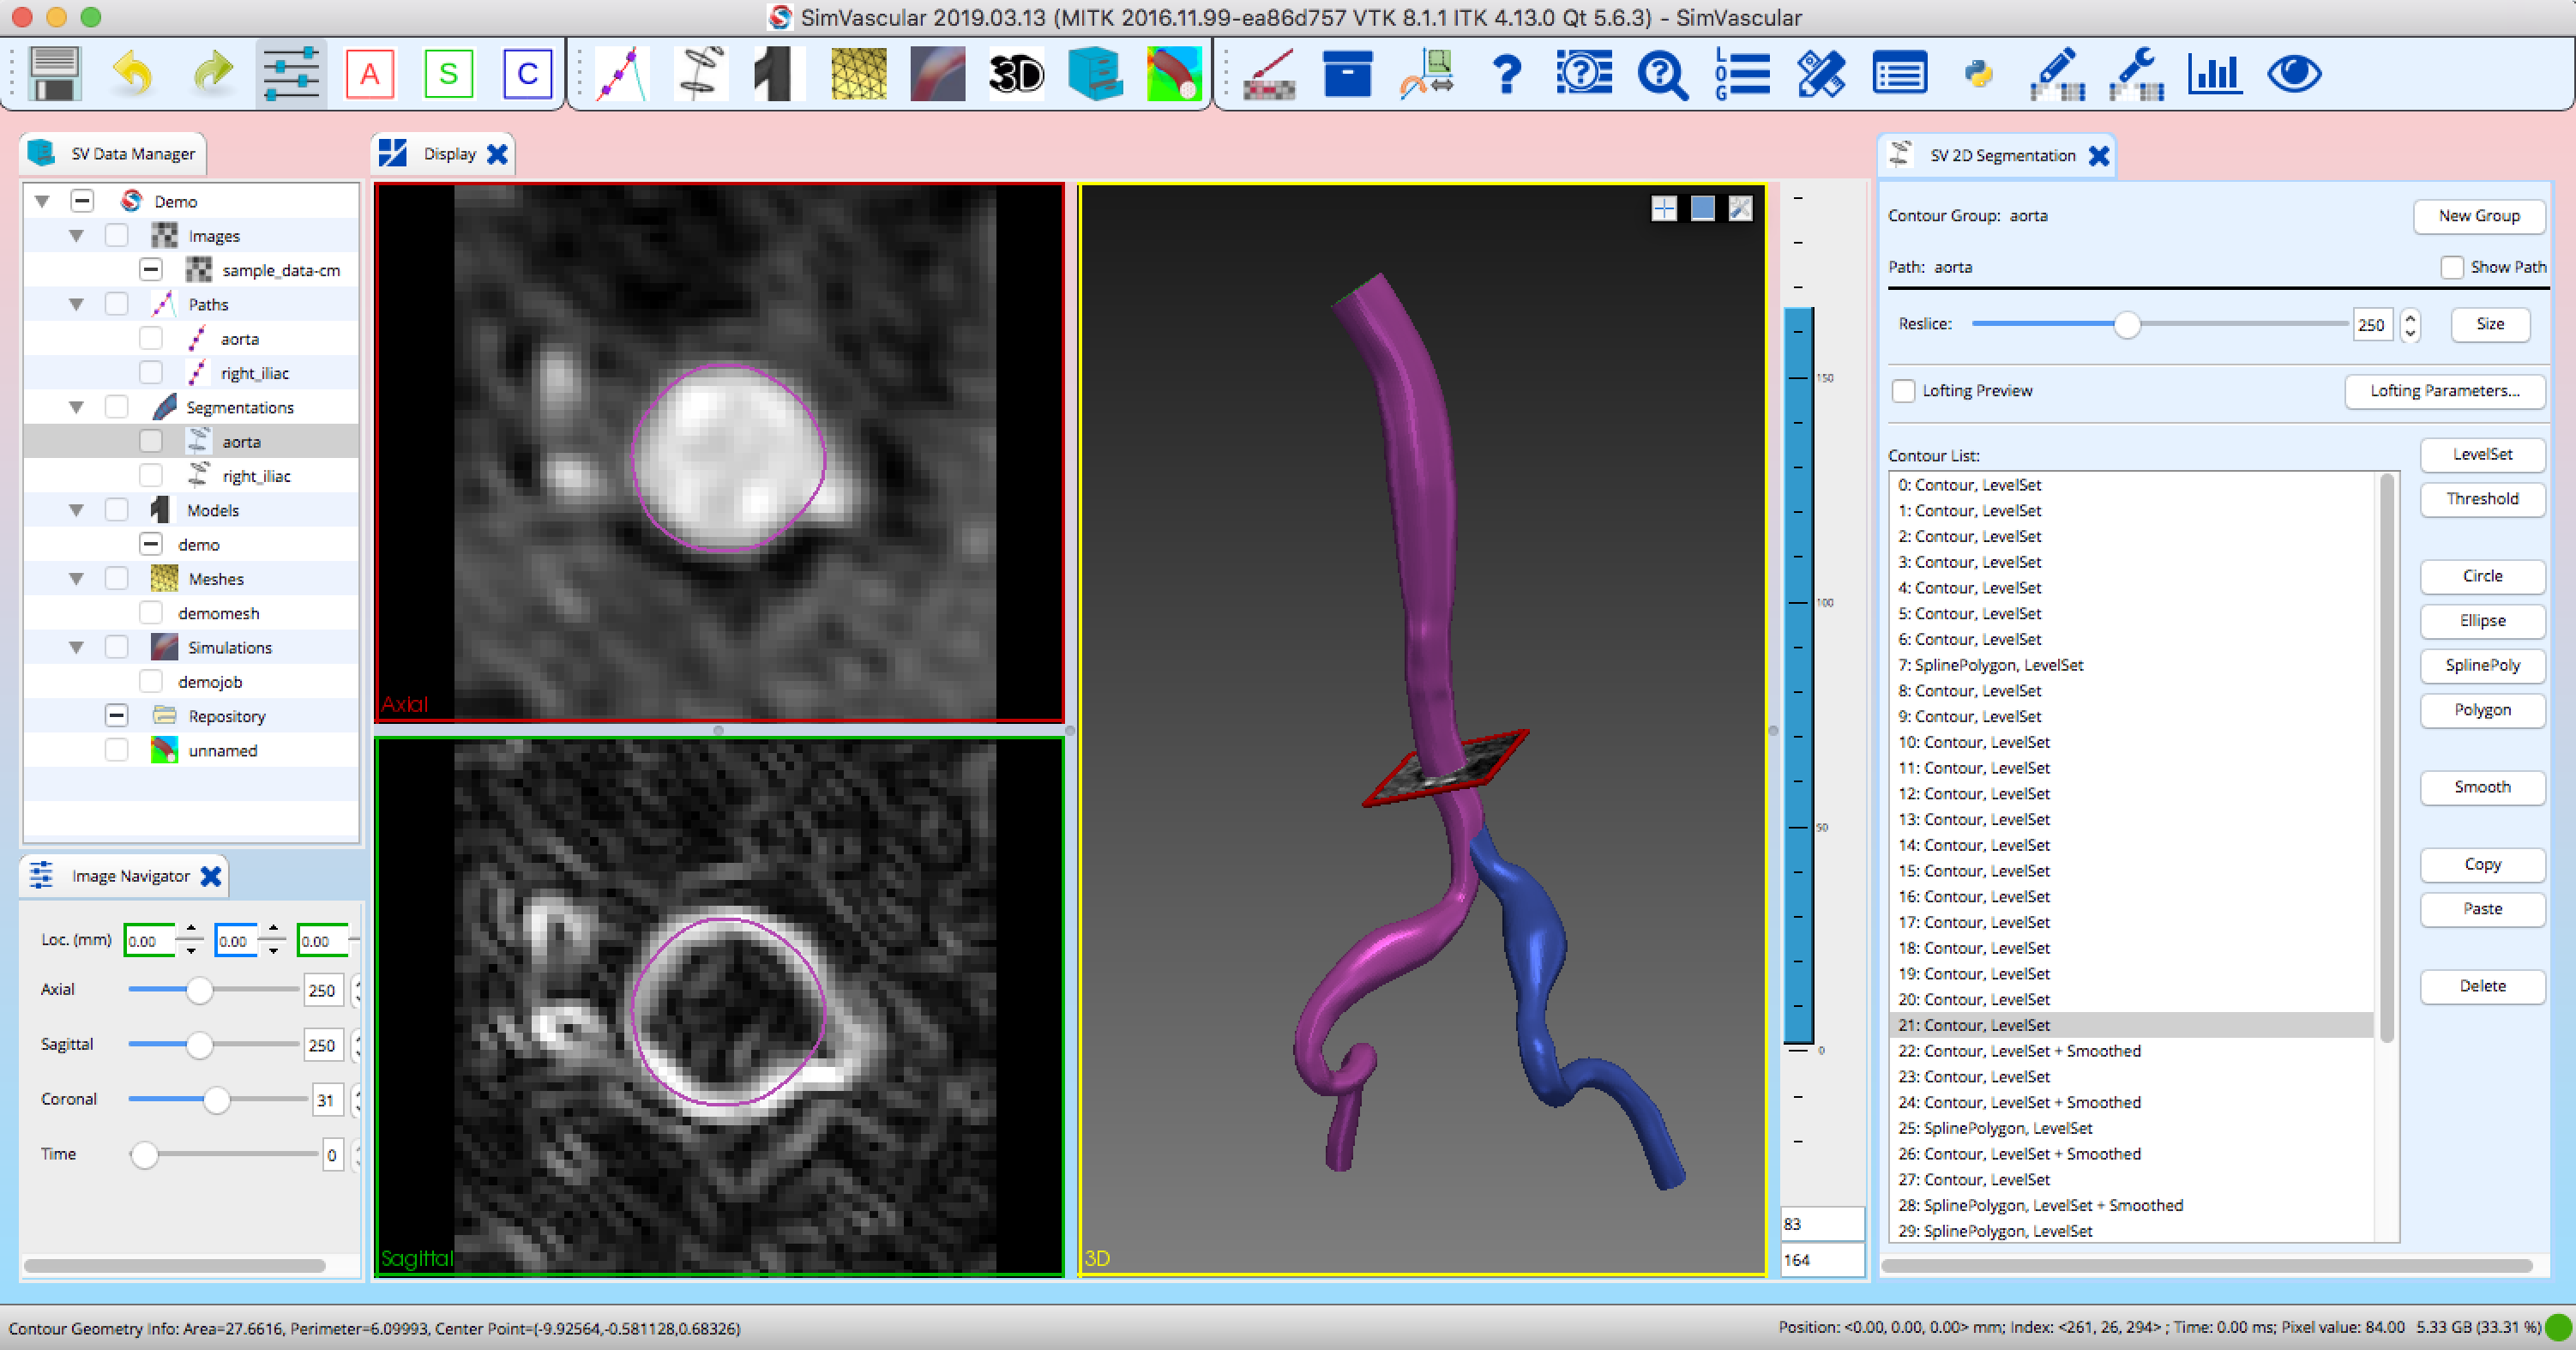 SimVascular 2019.03.13 (MITK 2016.11.99-ea86d757 VTK 8.1.1 ITK 4.13.0 Qt 5.6.3) - SimVascular
A S C 3D ? LOG
SV Data Manager
Demo
Images
sample_data-cm
Paths
aorta
right_iliac
Segmentations
aorta
right_iliac
Models
demo
Meshes
demomesh
Simulations
demojob
Repository
unnamed
Image Navigator
Loc. (mm) 0.00 0.00 0.00
Axial 250
Sagittal 250
Coronal 31
Time 0
Display
Axial
Sagittal
3D
150
100
50
0
83
164
SV 2D Segmentation
Contour Group: aorta New Group
Path: aorta Show Path
Reslice: 250 Size
Lofting Preview Lofting Parameters...
Contour List:
0: Contour, LevelSet
1: Contour, LevelSet
2: Contour, LevelSet
3: Contour, LevelSet
4: Contour, LevelSet
5: Contour, LevelSet
6: Contour, LevelSet
7: SplinePolygon, LevelSet
8: Contour, LevelSet
9: Contour, LevelSet
10: Contour, LevelSet
11: Contour, LevelSet
12: Contour, LevelSet
13: Contour, LevelSet
14: Contour, LevelSet
15: Contour, LevelSet
16: Contour, LevelSet
17: Contour, LevelSet
18: Contour, LevelSet
19: Contour, LevelSet
20: Contour, LevelSet
21: Contour, LevelSet
22: Contour, LevelSet + Smoothed
23: Contour, LevelSet
24: Contour, LevelSet + Smoothed
25: SplinePolygon, LevelSet
26: Contour, LevelSet + Smoothed
27: Contour, LevelSet
28: SplinePolygon, LevelSet + Smoothed
29: SplinePolygon, LevelSet
LevelSet
Threshold
Circle
Ellipse
SplinePoly
Polygon
Smooth
Copy
Paste
Delete
Contour Geometry Info: Area=27.6616, Perimeter=6.09993, Center Point=(-9.92564,-0.581128,0.68326)
Position: <0.00, 0.00, 0.00> mm; Index: <261, 26, 294> ; Time: 0.00 ms; Pixel value: 84.00 5.33 GB (33.31 %)